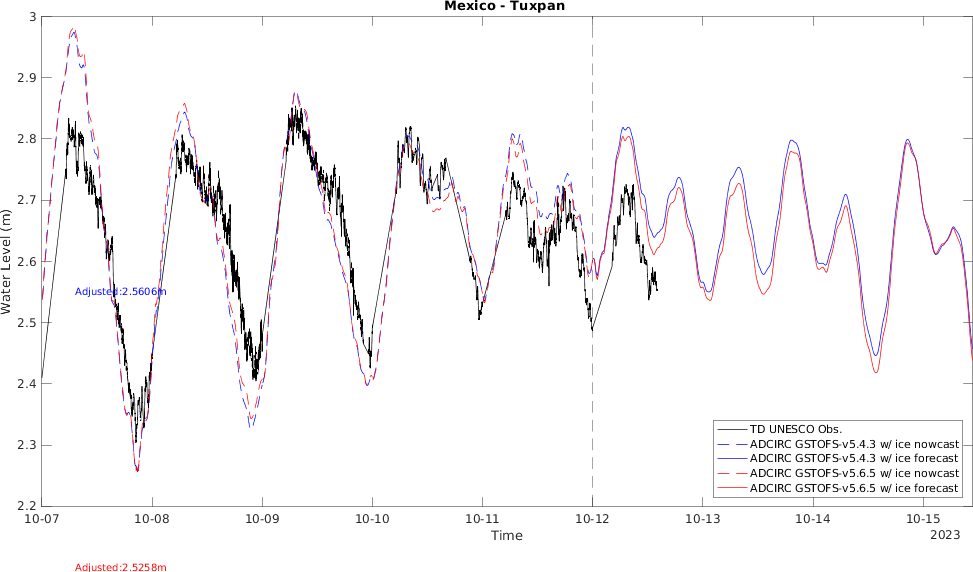 Mexico - Tuxpan
3
2.9
2.8
2.7
2.6
2.5
2.4
2.3
2.2
Water Level (m)
Adjusted:2.5606m
TD UNESCO Obs.
ADCIRC GSTOFS-v5.4.3 w/ ice nowcast
ADCIRC GSTOFS-v5.4.3 w/ ice forecast
ADCIRC GSTOFS-v5.6.5 w/ ice nowcast
ADCIRC GSTOFS-v5.6.5 w/ ice forecast
10-07 10-08 10-09 10-10 10-11 10-12 10-13 10-14 10-15
Time
2023
Adjusted:2.5258m